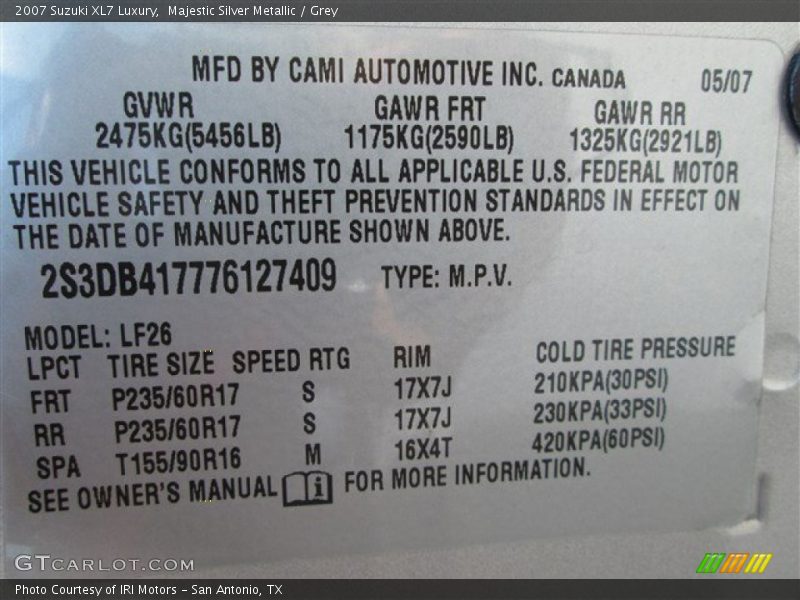 2007 Suzuki XL7 Luxury,  Majestic Silver Metallic / Grey
MFD BY CAMI AUTOMOTIVE INC. CANADA 05/07
GVWR GAWR FRT GAWR RR
2475KG(5456LB) 1175KG(2590LB) 1325KG(2921LB)
THIS VEHICLE CONFORMS TO ALL APPLICABLE U.S. FEDERAL MOTOR
VEHICLE SAFETY AND THEFT PREVENTION STANDARDS IN EFFECT ON
THE DATE OF MANUFACTURE SHOWN ABOVE.
2S3DB417776127409 TYPE: M.P.V.
MODEL: LF26
LPCT TIRE SIZE SPEED RTG RIM COLD TIRE PRESSURE
FRT P235/60R17 S 17X7J 210KPA(30PSI)
RR P235/60R17 S 17X7J 230KPA(33PSI)
SPA T155/90R16 M 16X4T 420KPA(60PSI)
SEE OWNER'S MANUAL FOR MORE INFORMATION.
GTCARLOT.COM
Photo Courtesy of IRI Motors – San Antonio, TX